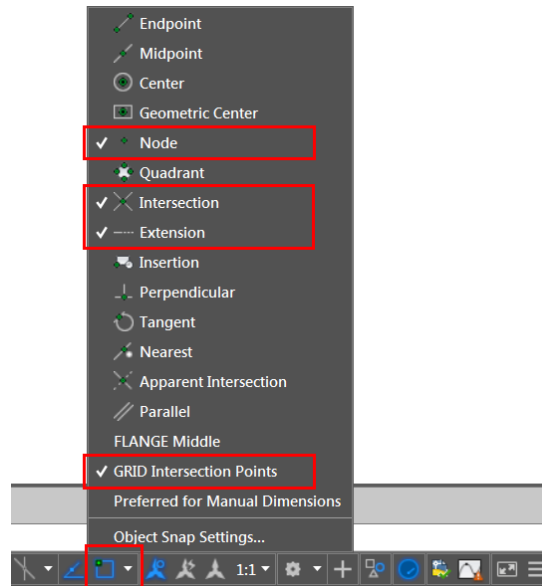 Endpoint
Midpoint
Center
Geometric Center
Node
Quadrant
Intersection
Extension
Insertion
Perpendicular
Tangent
Nearest
Apparent Intersection
Parallel
FLANGE Middle
GRID Intersection Points
Preferred for Manual Dimensions
Object Snap Settings...
1:1